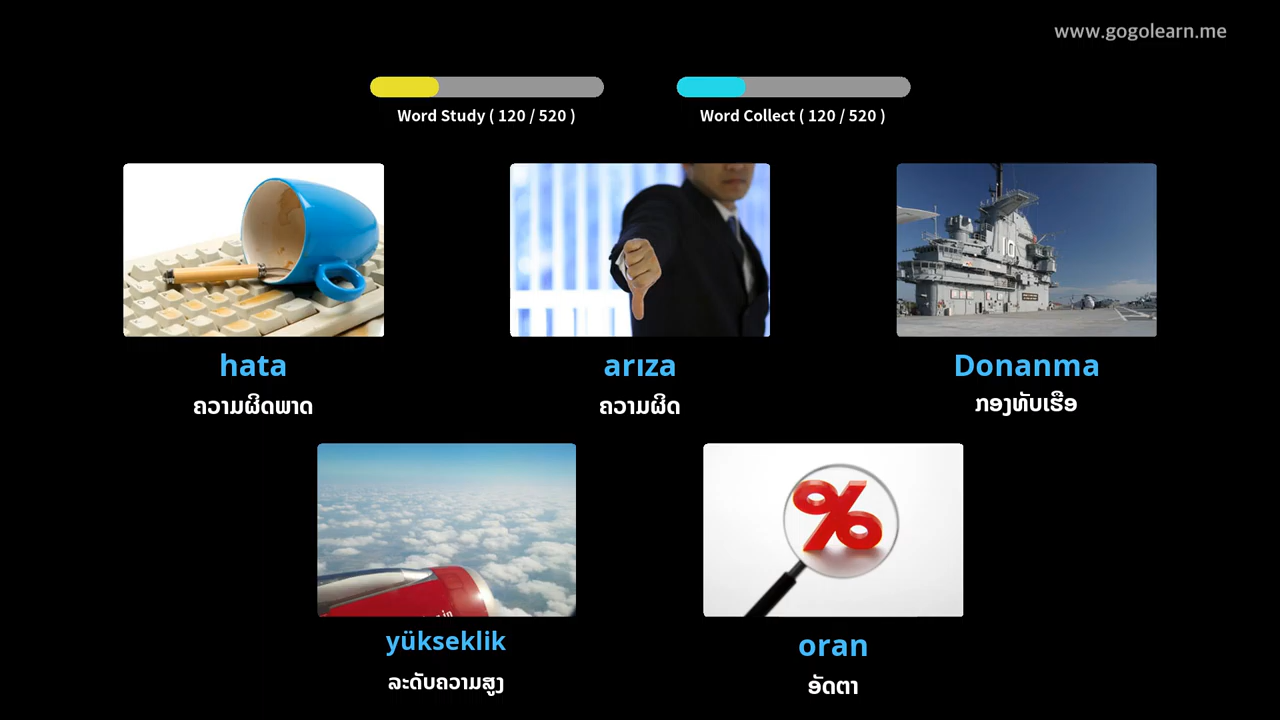 www.gogolearn.me
Word Study ( 120 / 520 )
Word Collect ( 120 / 520 )
hata
ຄວາມຜິດພາດ
arıza
ຄວາມຜິດ
Donanma
ກອງທັບເຮືອ
yükseklik
ລະດັບຄວາມສູງ
oran
ອັດຕາ
10